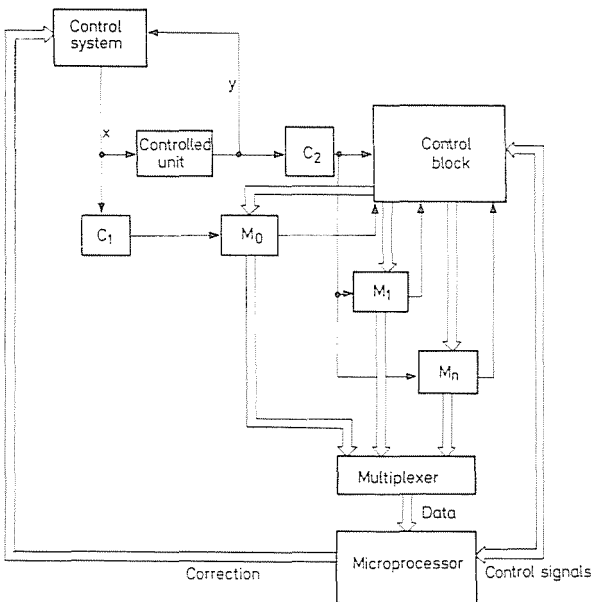 Control
system
y
x
Controlled
unit
C2
Control
block
C1
M0
M1
Mn
Multiplexer
Data
Microprocessor
Correction
Control signals